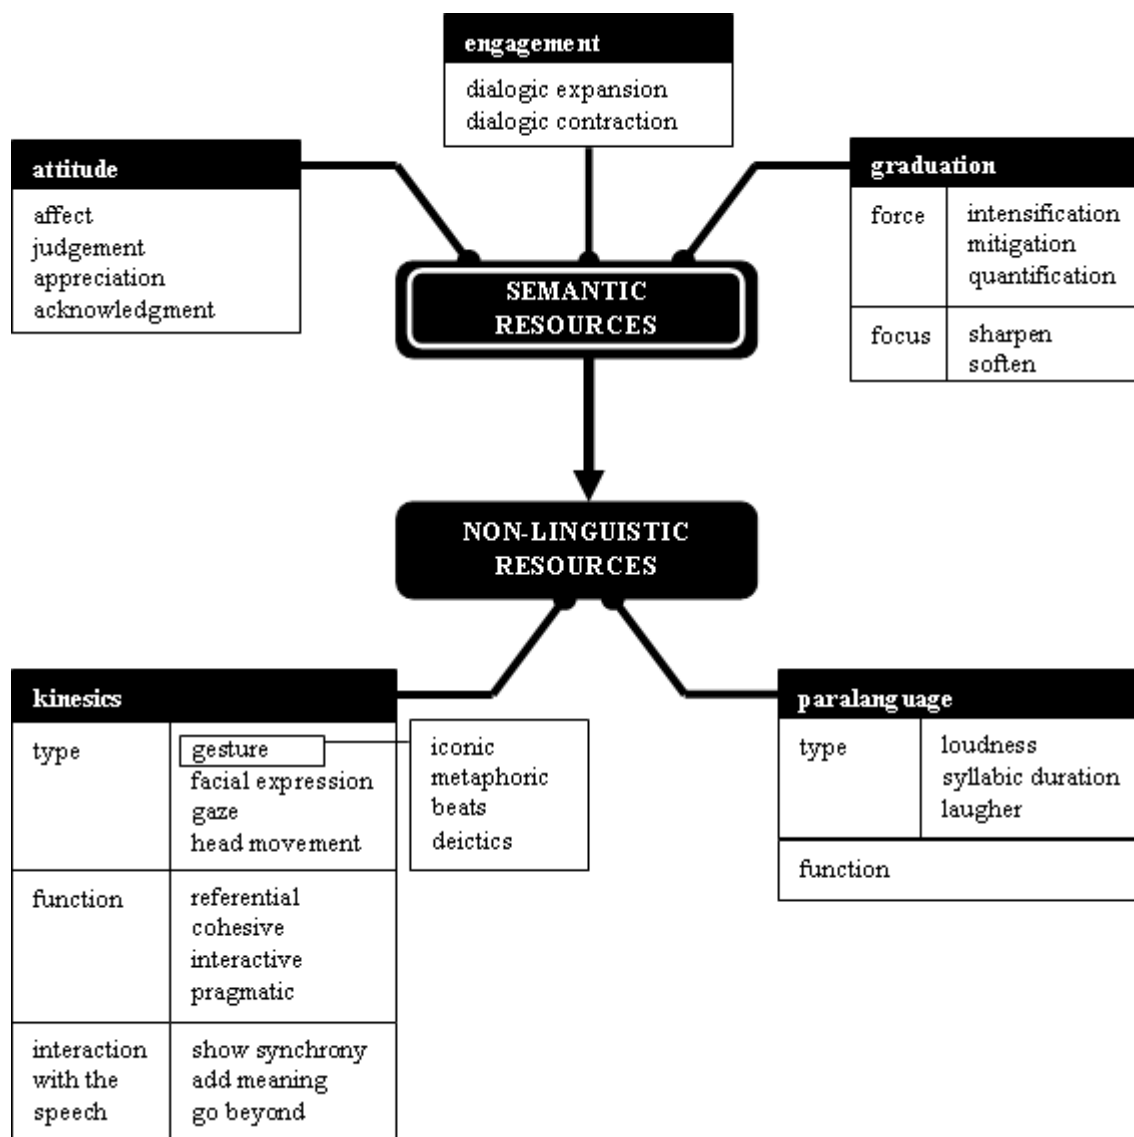 engagement
dialogic expansion
dialogic contraction
attitude
affect
judgement
appreciation
acknowledgment
graduation
force
intensification
mitigation
quantification
focus
sharpen
soften
SEMANTIC
RESOURCES
NON-LINGUISTIC
RESOURCES
kinesics
type
gesture
facial expression
gaze
head movement
iconic
metaphoric
beats
deictics
function
referential
cohesive
interactive
pragmatic
interaction
with the
speech
show synchrony
add meaning
go beyond
paralanguage
type
loudness
syllabic duration
laugher
function